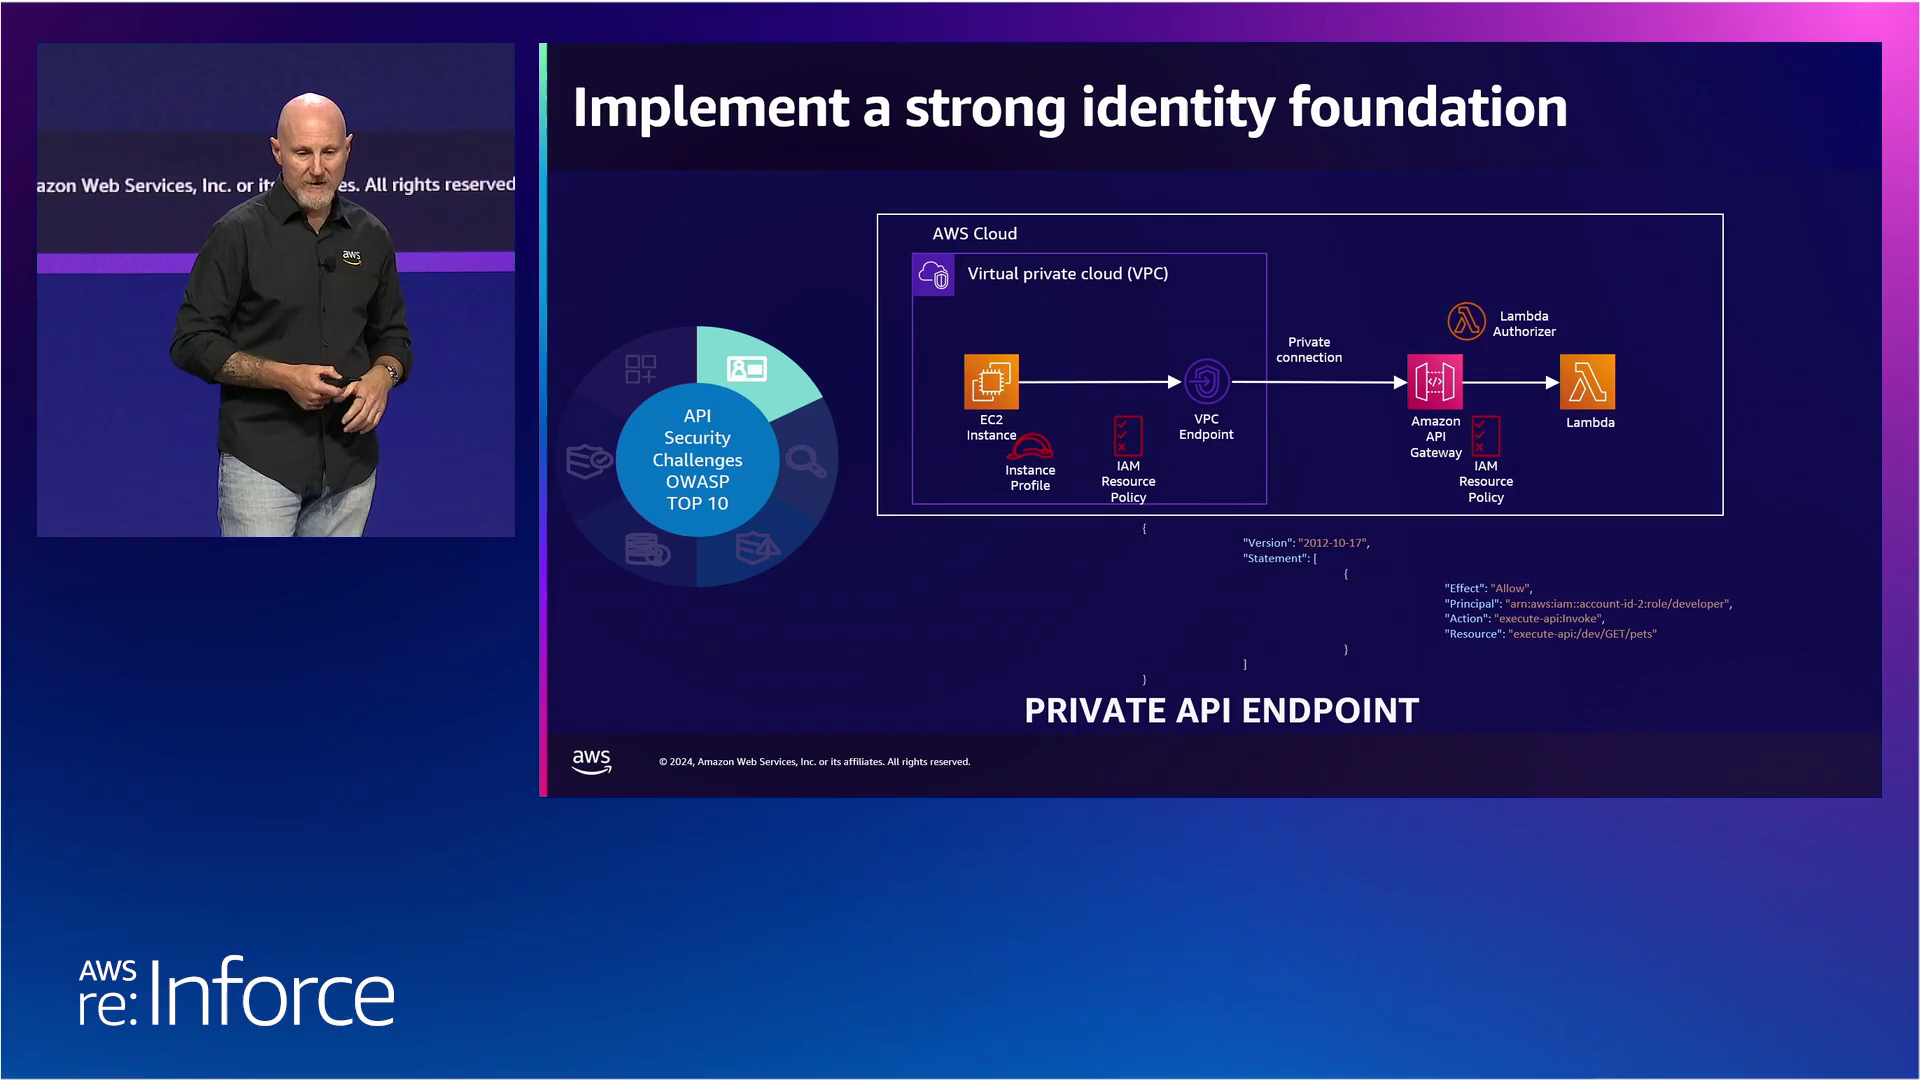 azon Web Services, Inc. or its
es. All rights reserved
aws
Implement a strong identity foundation
API
Security
Challenges
OWASP
TOP 10
AWS Cloud
Virtual private cloud (VPC)
EC2
Instance
Instance
Profile
IAM
Resource
Policy
VPC
Endpoint
Private
connection
Amazon
API
Gateway
IAM
Resource
Policy
Lambda
Authorizer
Lambda
{
"Version": "2012-10-17",
"Statement": [
{
"Effect": "Allow",
"Principal": "arn:aws:iam::account-id-2:role/developer",
"Action": "execute-api:Invoke",
"Resource": "execute-api:/dev/GET/pets"
}
]
}
PRIVATE API ENDPOINT
aws
© 2024, Amazon Web Services, Inc. or its affiliates. All rights reserved.
AWS
re:Inforce